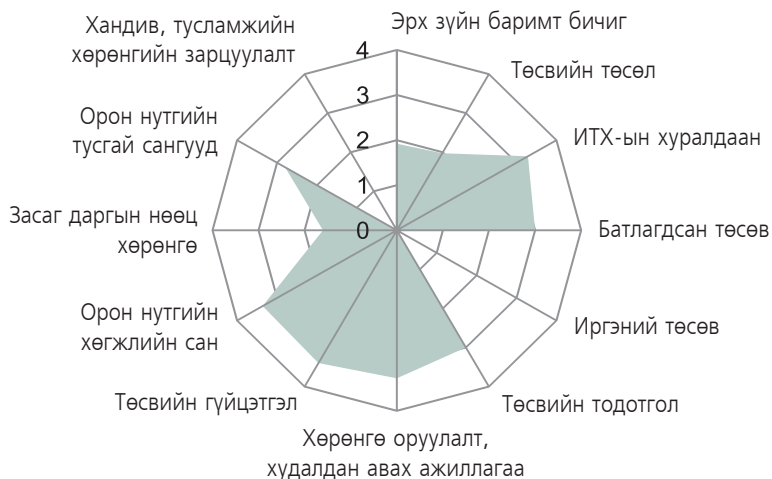 Эрх зүйн баримт бичиг
Төсвийн төсөл
ИТХ-ын хуралдаан
Батлагдсан төсөв
Иргэний төсөв
Төсвийн тодотгол
Хөрөнгө оруулалт,
худалдан авах ажиллагаа
Төсвийн гүйцэтгэл
Орон нутгийн
хөгжлийн сан
Засаг даргын нөөц
хөрөнгө
Орон нутгийн
тусгай сангууд
Хандив, тусламжийн
хөрөнгийн зарцуулалт
4
3
2
1
0